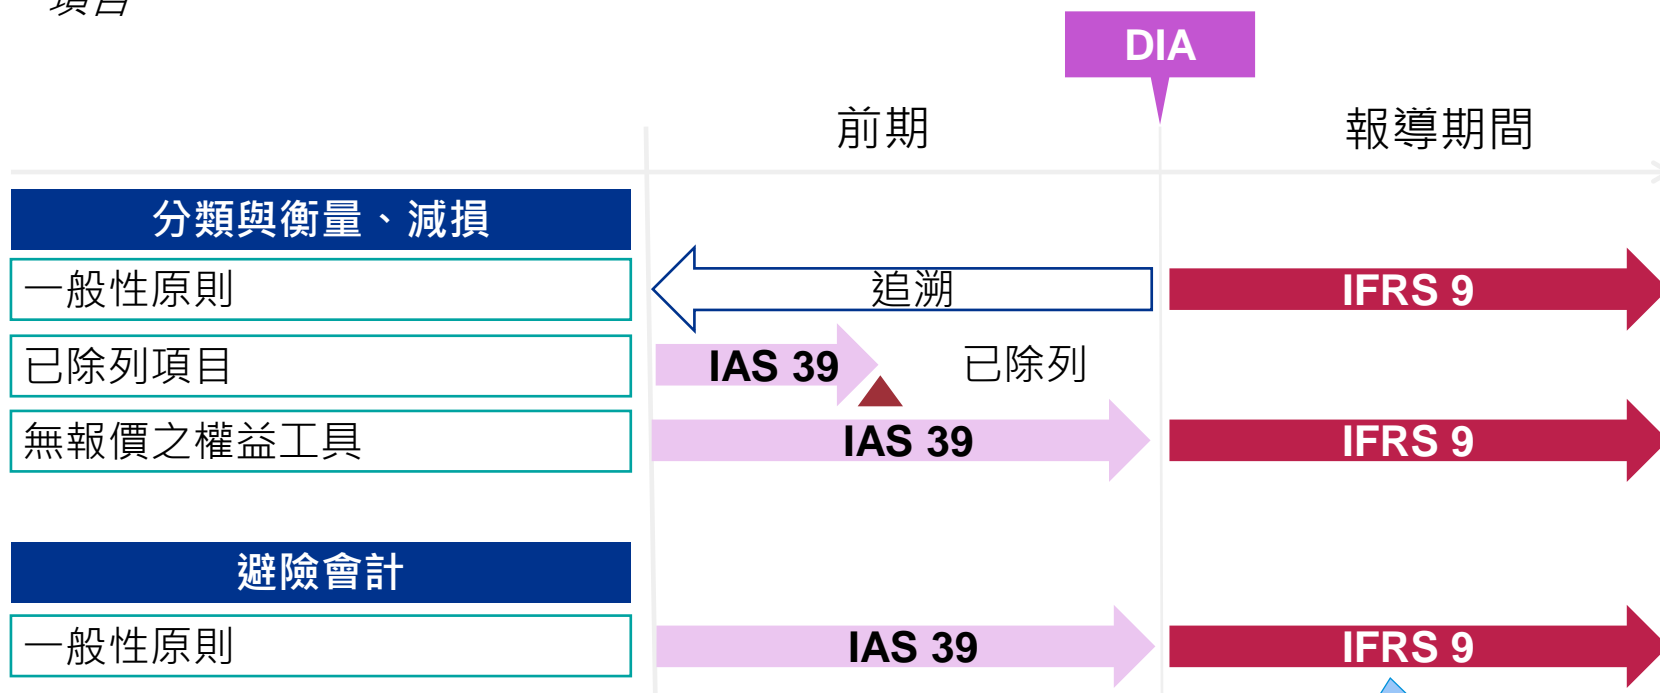 項目
DIA
前期
報導期間
分類與衡量、減損
一般性原則
追溯
IFRS 9
已除列項目
IAS 39
已除列
無報價之權益工具
IAS 39
IFRS 9
避險會計
一般性原則
IAS 39
IFRS 9